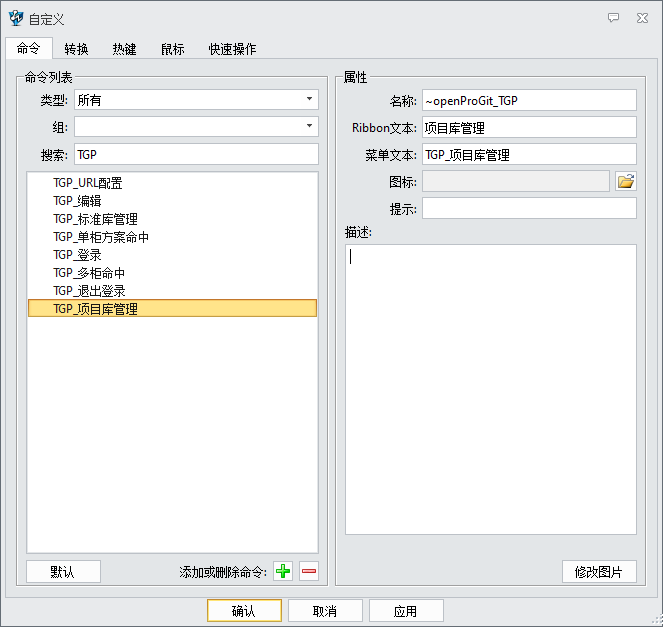 自定义
命令 转换 热键 鼠标 快速操作
命令列表
类型: 所有
组:
搜索: TGP
TGP_URL配置
TGP_编辑
TGP_标准库管理
TGP_单柜方案命中
TGP_登录
TGP_多柜命中
TGP_退出登录
TGP_项目库管理
默认
添加或删除命令:
属性
名称: ~openProGit_TGP
Ribbon文本: 项目库管理
菜单文本: TGP_项目库管理
图标:
提示:
描述:
修改图片
确认 取消 应用